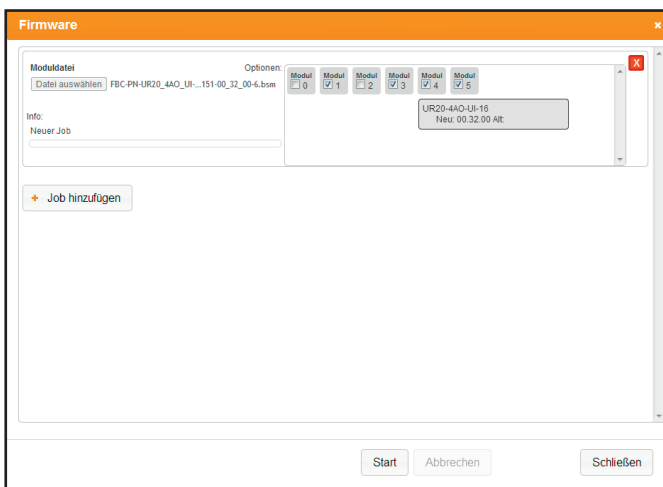 Firmware
x
Moduldatei
Optionen:
Datei auswählen FBC-PN-UR20_4AO_UI-...151-00_32_00-6.bsm
Modul Modul Modul Modul Modul Modul
0 1 2 3 4 5
X
UR20-4AO-UI-16
Neu: 00.32.00 Alt:
Info:
Neuer Job
+ Job hinzufügen
Start Abbrechen Schließen